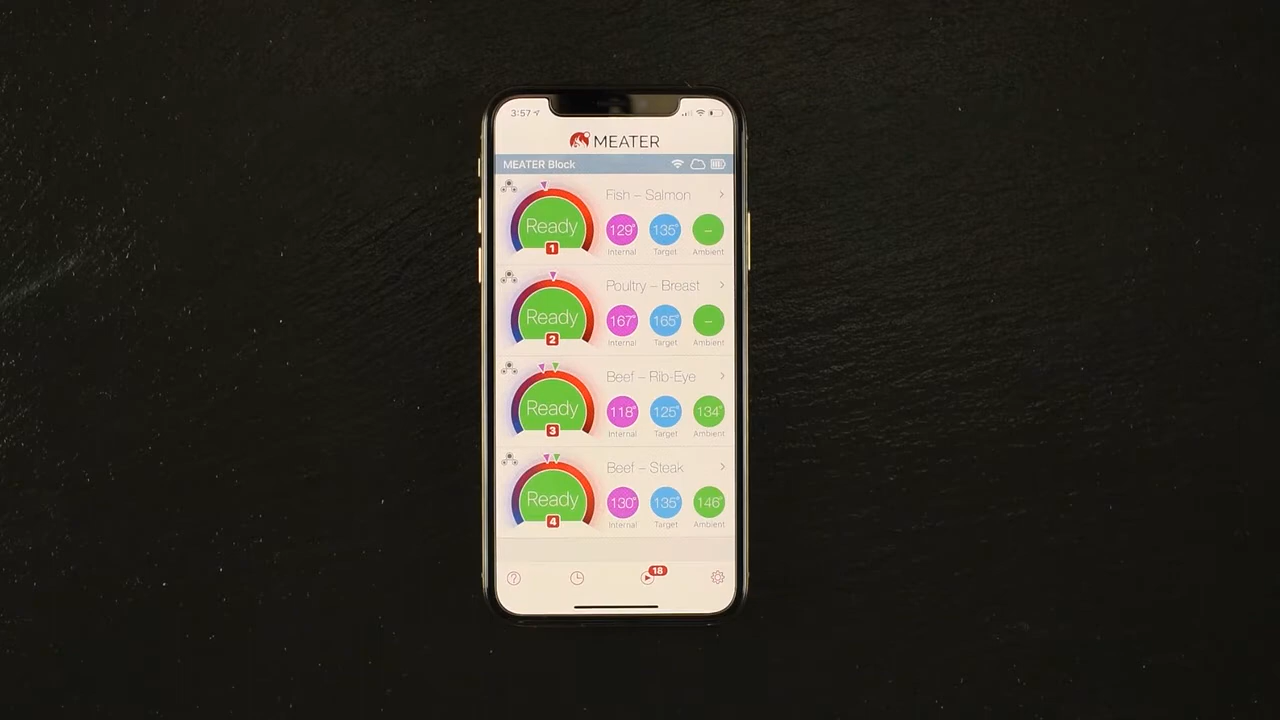 3:57
MEATER
MEATER Block
Fish – Salmon
Ready
129°
135°
–
1
Internal
Target
Ambient
Poultry – Breast
Ready
167°
165°
–
2
Internal
Target
Ambient
Beef – Rib-Eye
Ready
118°
125°
134°
3
Internal
Target
Ambient
Beef – Steak
Ready
130°
135°
146°
4
Internal
Target
Ambient
?
18